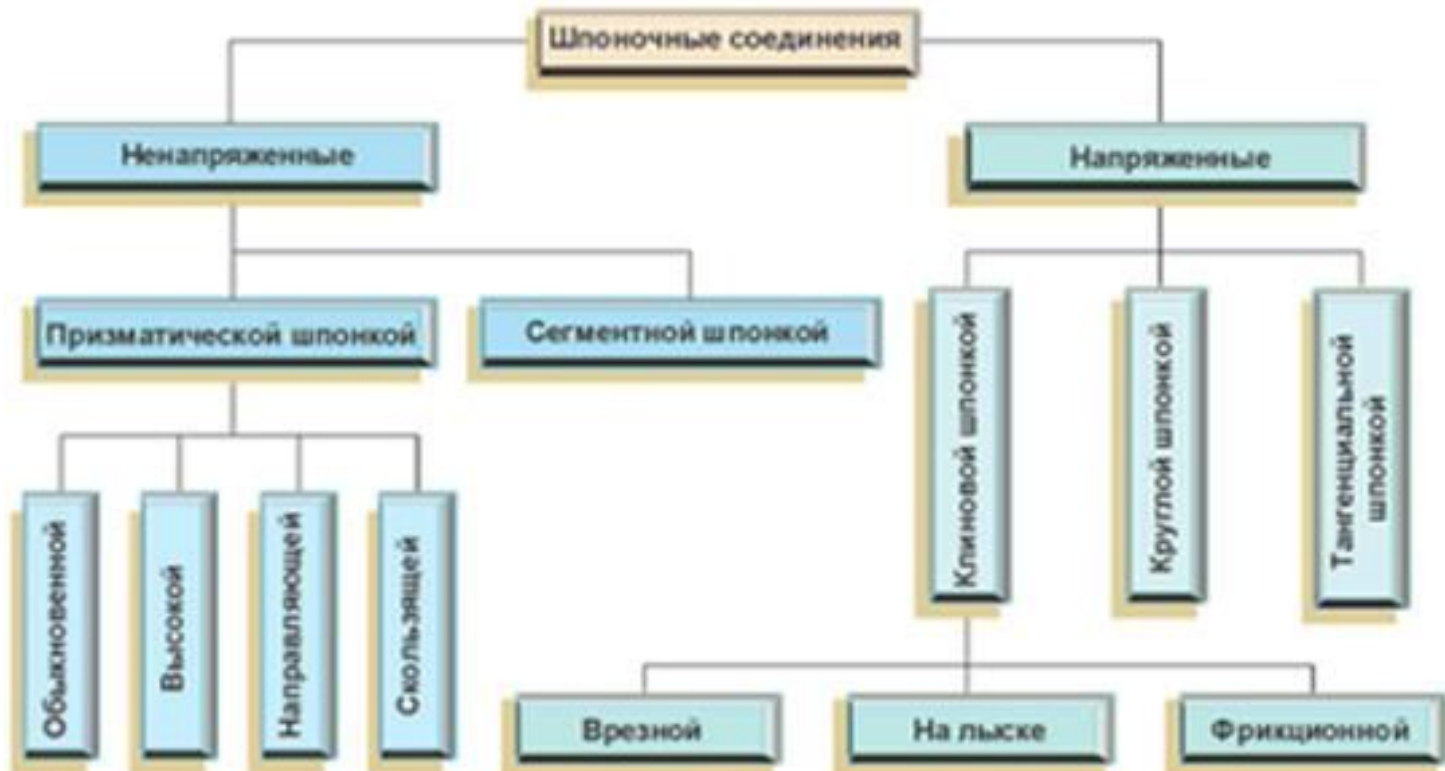 Шпоночные соединения
Ненапряженные
Напряженные
Призматической шпонкой
Сегментной шпонкой
Клиновой шпонкой
Круглой шпонкой
Тангенциальной
шпонкой
Обыкновенной
Высокой
Направляющей
Скользящей
Врезной
На лыске
Фрикционной